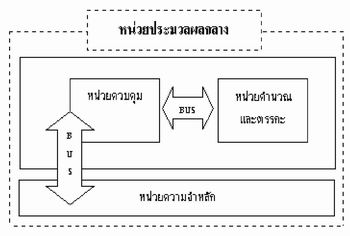 หน่วยประมวลผลกลาง
หน่วยควบคุม
BUS
หน่วยคำนวณ
และตรรกะ
BUS
หน่วยความจำหลัก